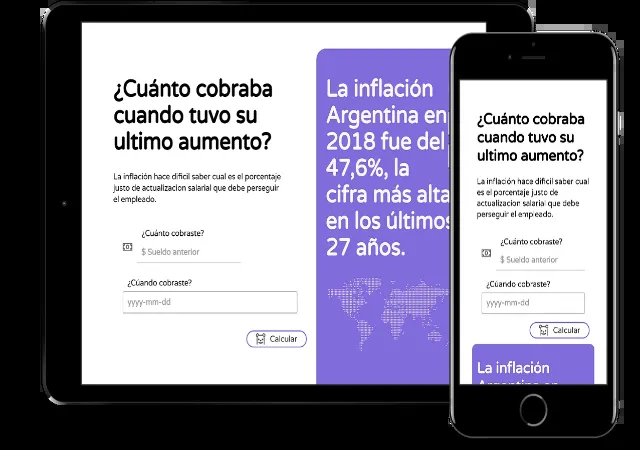 ¿Cuánto cobraba
cuando tuvo su
ultimo aumento?
La inflación hace dificil saber cual es el porcentaje
justo de actualizacion salarial que debe perseguir
el empleado.
¿Cuánto cobraste?
$ Sueldo anterior
¿Cúando cobraste?
yyyy-mm-dd
Calcular
La inflación
Argentina en
2018 fue del
47,6%, la
cifra más alta
en los últimos
27 años.
¿Cuánto cobraba
cuando tuvo su
ultimo aumento?
La inflación hace dificil saber cual
es el porcentaje justo de
actualizacion salarial que debe
perseguir el empleado.
¿Cuánto cobraste?
$ Sueldo anterior
¿Cúando cobraste?
yyyy-mm-dd
Calcular
La inflación
Argentina en